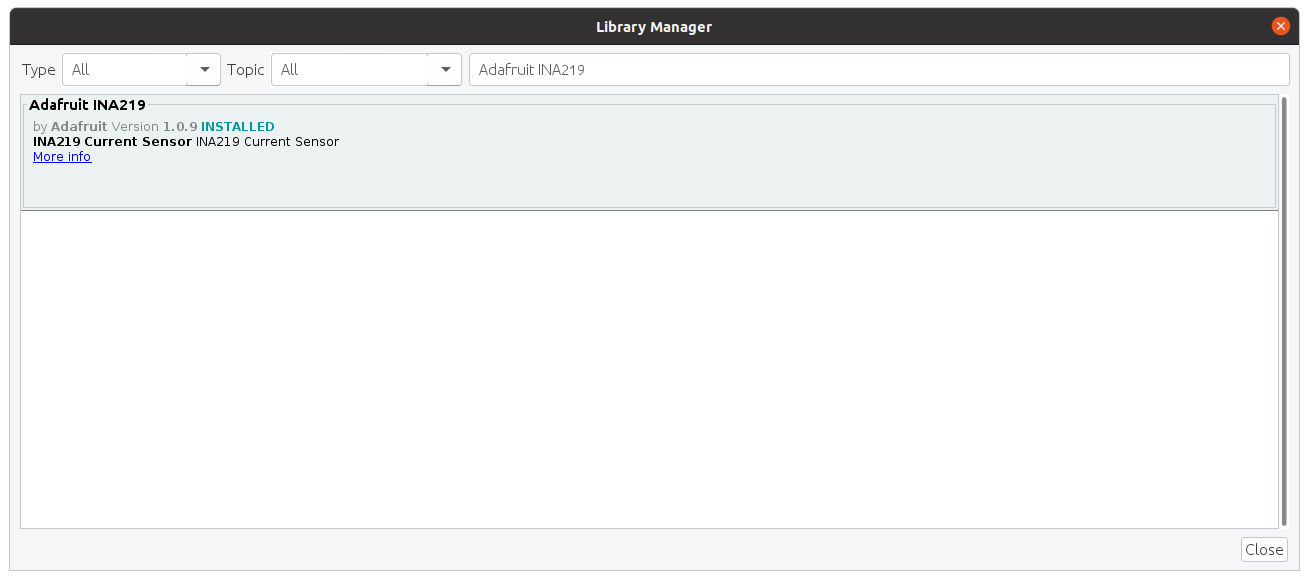 Library Manager
Type All Topic All Adafruit INA219
Adafruit INA219
by Adafruit Version 1.0.9 INSTALLED
INA219 Current Sensor INA219 Current Sensor
More info
Close